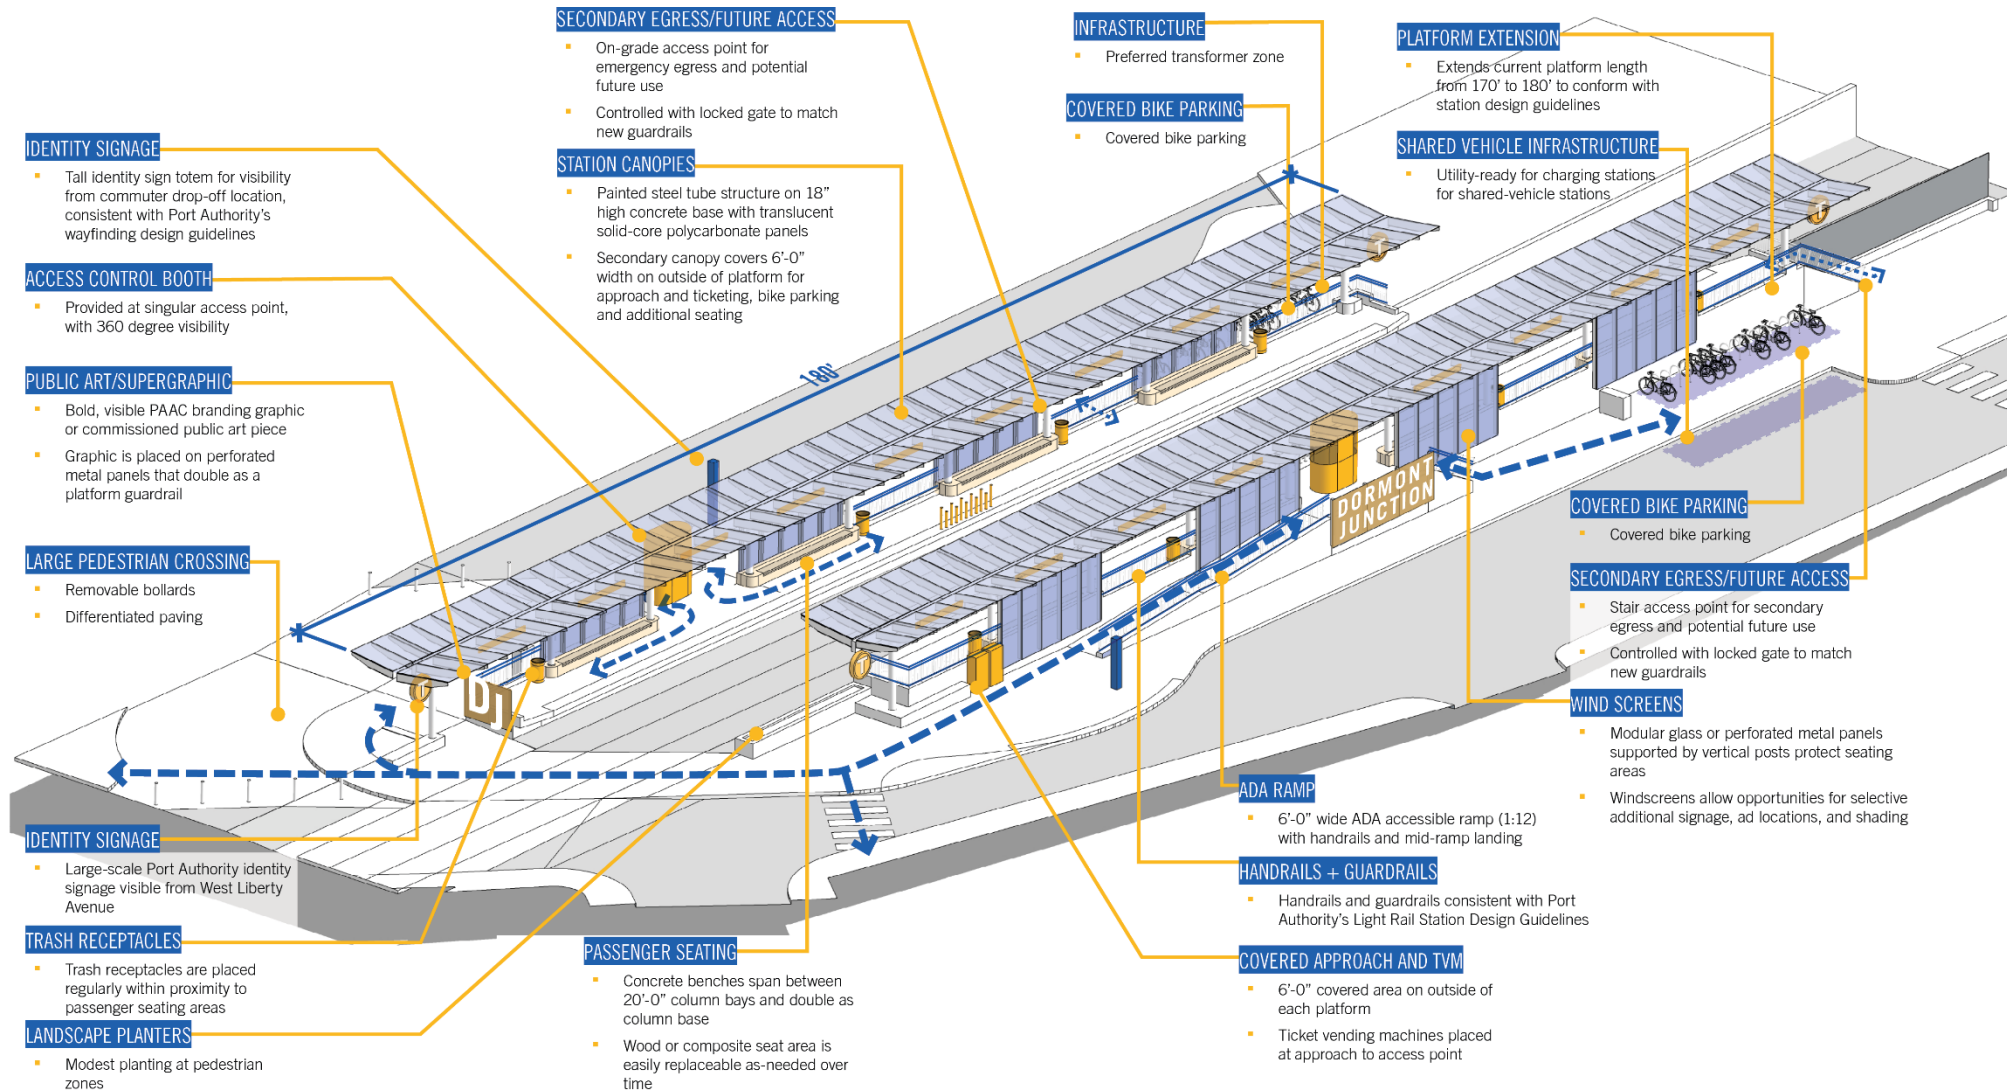 SECONDARY EGRESS/FUTURE ACCESS
On-grade access point for
emergency egress and potential
future use
Controlled with locked gate to match
new guardrails
STATION CANOPIES
Painted steel tube structure on 18”
high concrete base with translucent
solid-core polycarbonate panels
Secondary canopy covers 6’-0”
width on outside of platform for
approach and ticketing, bike parking
and additional seating
INFRASTRUCTURE
Preferred transformer zone
COVERED BIKE PARKING
Covered bike parking
PLATFORM EXTENSION
Extends current platform length
from 170’ to 180’ to conform with
station design guidelines
SHARED VEHICLE INFRASTRUCTURE
Utility-ready for charging stations
for shared-vehicle stations
IDENTITY SIGNAGE
Tall identity sign totem for visibility
from commuter drop-off location,
consistent with Port Authority’s
wayfinding design guidelines
ACCESS CONTROL BOOTH
Provided at singular access point,
with 360 degree visibility
PUBLIC ART/SUPERGRAPHIC
Bold, visible PAAC branding graphic
or commissioned public art piece
Graphic is placed on perforated
metal panels that double as a
platform guardrail
LARGE PEDESTRIAN CROSSING
Removable bollards
Differentiated paving
180’
T
T
T
T
DJ
DORMONT
JUNCTION
COVERED BIKE PARKING
Covered bike parking
SECONDARY EGRESS/FUTURE ACCESS
Stair access point for secondary
egress and potential future use
Controlled with locked gate to match
new guardrails
WIND SCREENS
Modular glass or perforated metal panels
supported by vertical posts protect seating
areas
Windscreens allow opportunities for selective
additional signage, ad locations, and shading
IDENTITY SIGNAGE
Large-scale Port Authority identity
signage visible from West Liberty
Avenue
TRASH RECEPTACLES
Trash receptacles are placed
regularly within proximity to
passenger seating areas
LANDSCAPE PLANTERS
Modest planting at pedestrian
zones
PASSENGER SEATING
Concrete benches span between
20’-0” column bays and double as
column base
Wood or composite seat area is
easily replaceable as-needed over
time
ADA RAMP
6’-0” wide ADA accessible ramp (1:12)
with handrails and mid-ramp landing
HANDRAILS + GUARDRAILS
Handrails and guardrails consistent with Port
Authority’s Light Rail Station Design Guidelines
COVERED APPROACH AND TVM
6’-0” covered area on outside of
each platform
Ticket vending machines placed
at approach to access point